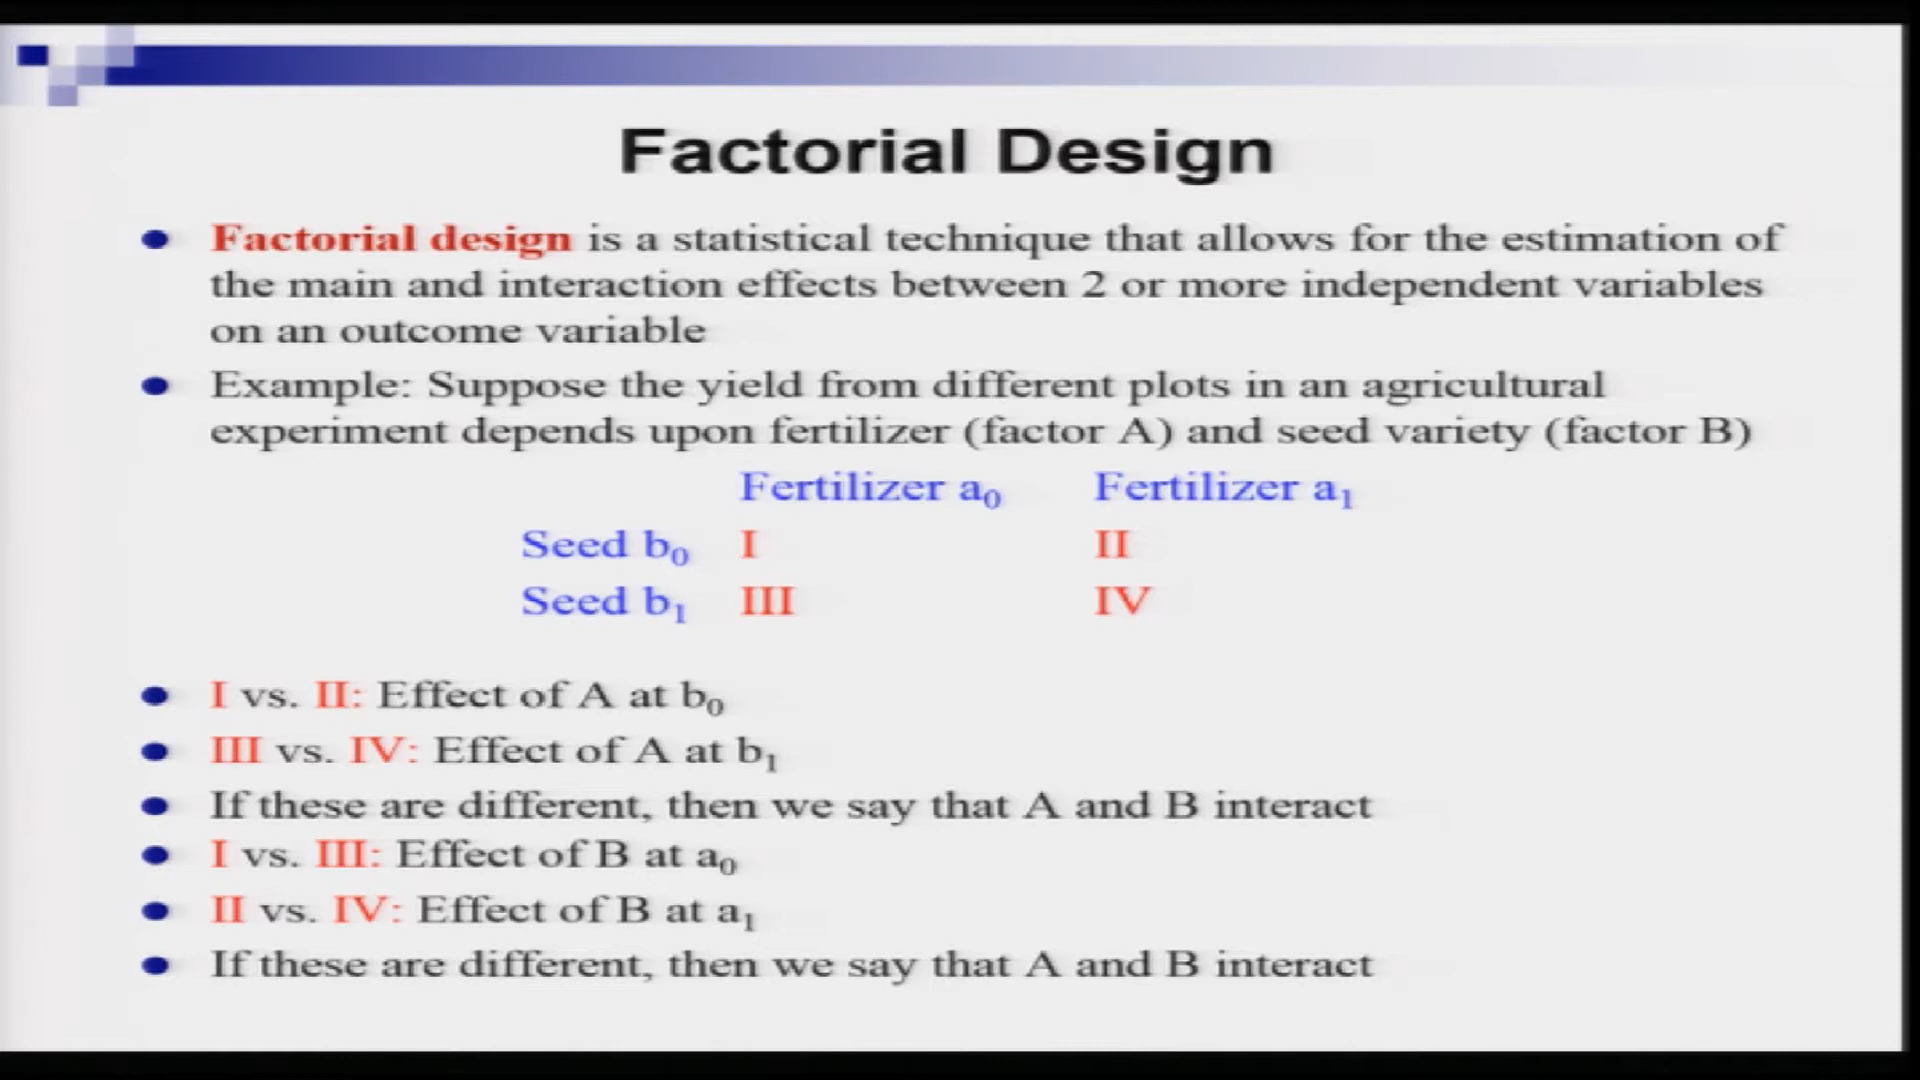 Factorial Design
Factorial design is a statistical technique that allows for the estimation of
the main and interaction effects between 2 or more independent variables
on an outcome variable
Example: Suppose the yield from different plots in an agricultural
experiment depends upon fertilizer (factor A) and seed variety (factor B)
Fertilizer a₀ Fertilizer a₁
Seed b₀ I II
Seed b₁ III IV
I vs. II: Effect of A at b₀
III vs. IV: Effect of A at b₁
If these are different, then we say that A and B interact
I vs. III: Effect of B at a₀
II vs. IV: Effect of B at a₁
If these are different, then we say that A and B interact